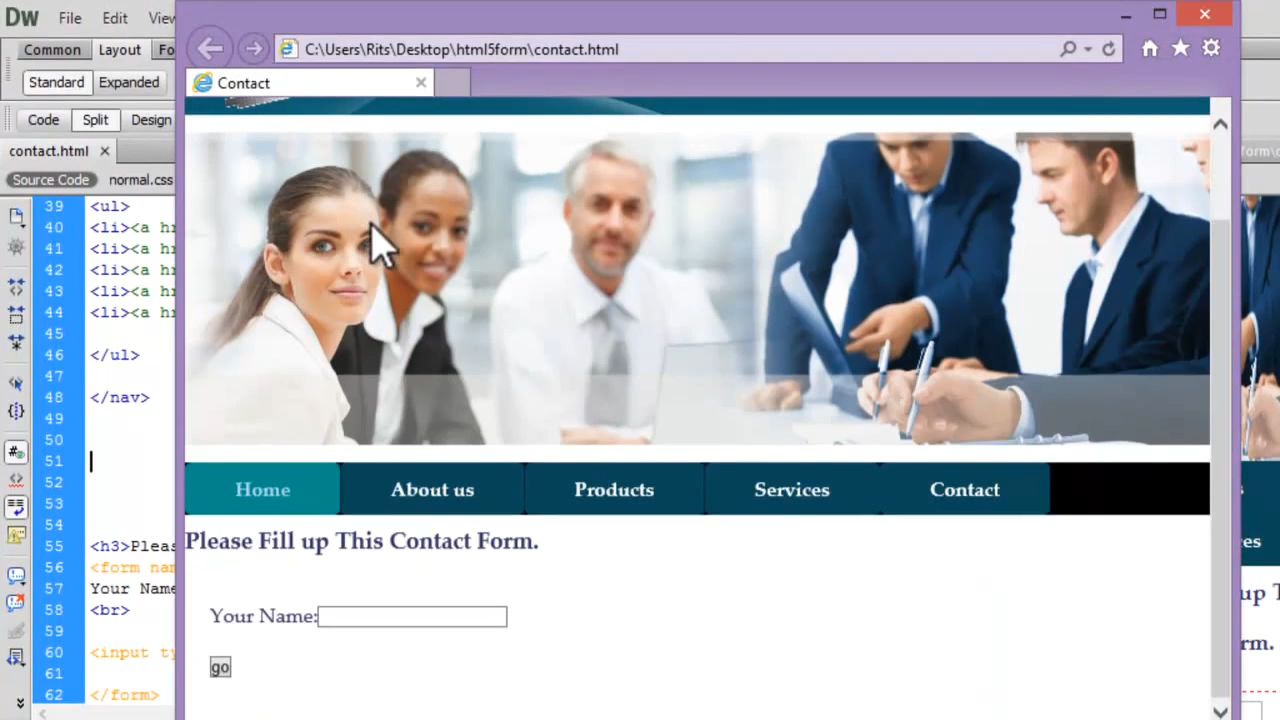 Dw File Edit View
C:\Users\Rits\Desktop\html5form\contact.html
Common Layout
Contact
Standard Expanded
Code Split Design
contact.html
Source Code normal.css
39 <ul>
40 <li><a
41 <li><a
42 <li><a
43 <li><a
44 <li><a
45
46 </ul>
47
48 </nav>
49
50
51
52
53
54
55 <h3>Pleas
56 <form nam
57 Your Name
58 <br>
59
60 <input ty
61
62 </form>
Home About us Products Services Contact
Please Fill up This Contact Form.
Your Name:
go